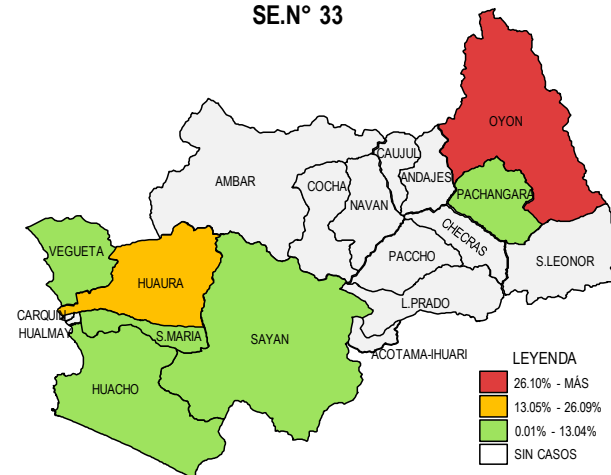 SE.N° 33
OYON
CAUJUL
AMBAR
COCHA
ANDAJES
PACHANGARA
NAVAN
CHECRAS
VEGUETA
PACCHO
S.LEONOR
HUAURA
L.PRADO
CARQUIN
HUALMAY
S.MARIA
SAYAN
ACOTAMA-IHUARI
HUACHO
LEYENDA
26.10% - MÁS
13.05% - 26.09%
0.01% - 13.04%
SIN CASOS